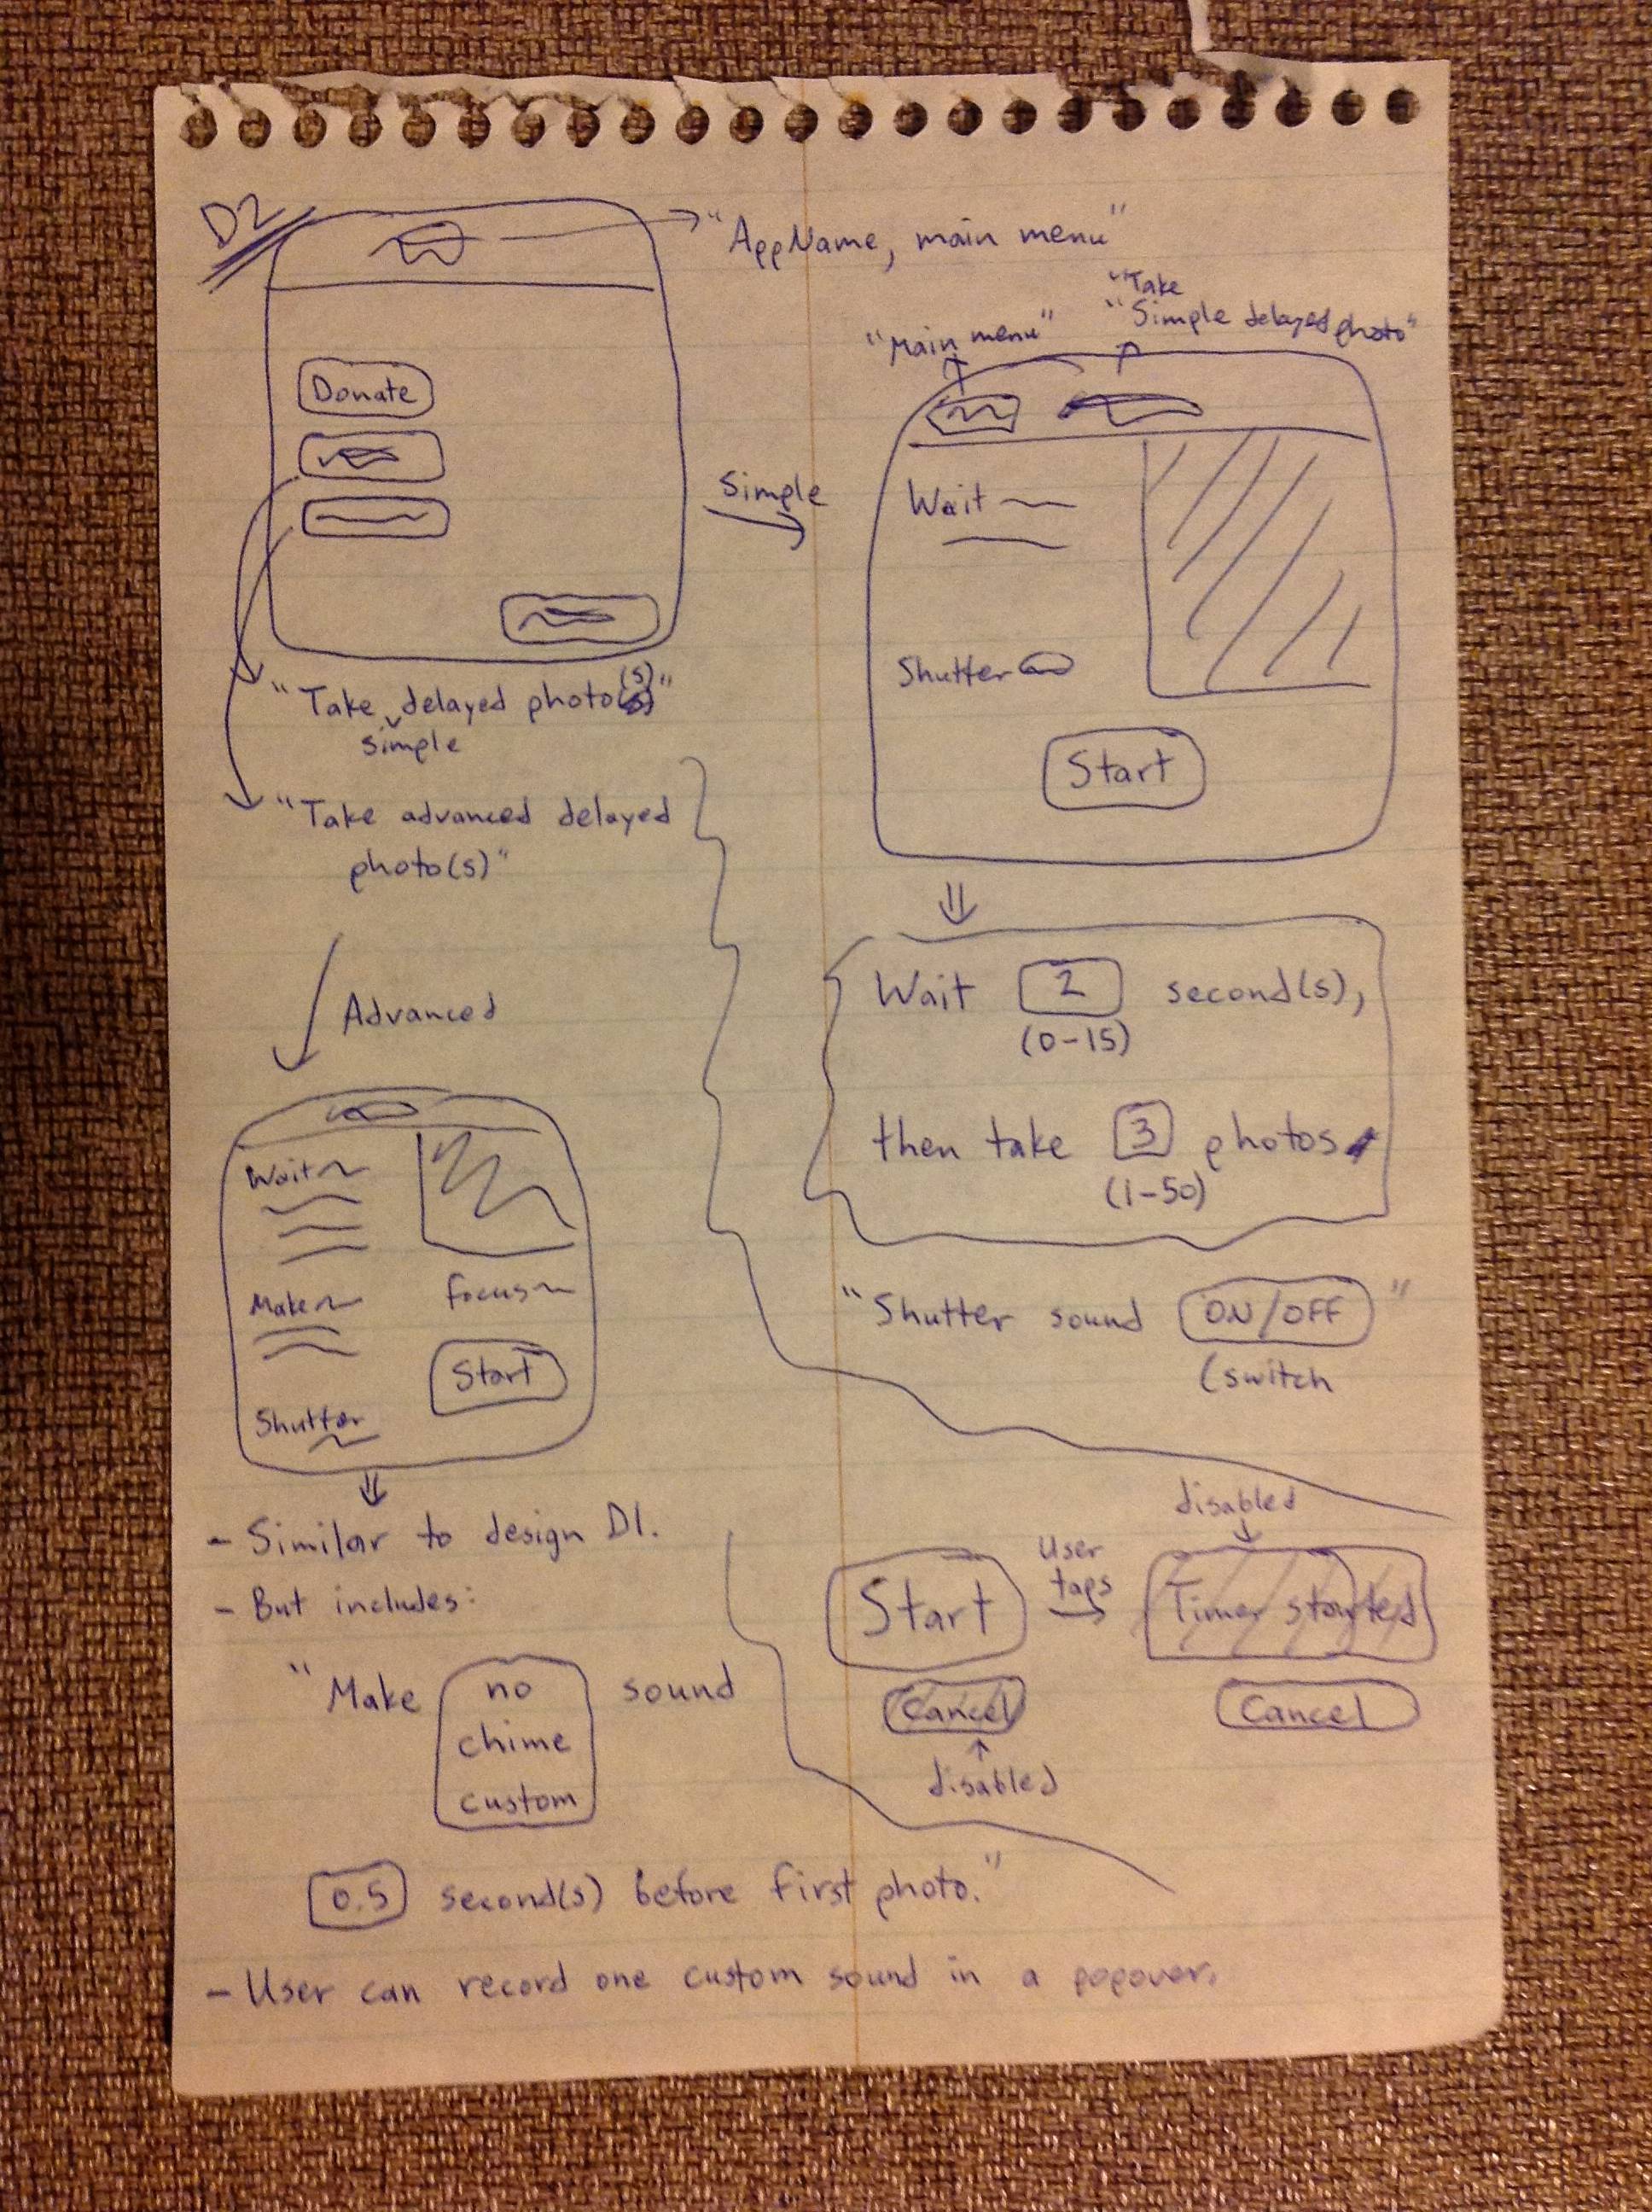 D2
"AppName, main menu"
Donate
"Take delayed photo(s)"
simple
"Take advanced delayed
photo(s)"
Simple
"Main menu"
"Take
"Simple delayed photo"
Wait
Shutter
Start
Wait 2 second(s),
(0-15)
then take 3 photos.
(1-50)
"Shutter sound ON/OFF"
(switch
Advanced
Wait
Make
Focus
Start
Shutter
- Similar to design D1.
- But includes:
"Make no sound
chime
custom
0.5 second(s) before first photo."
- User can record one custom sound in a popover.
disabled
Start
User
taps
Timer started
Cancel
Cancel
disabled